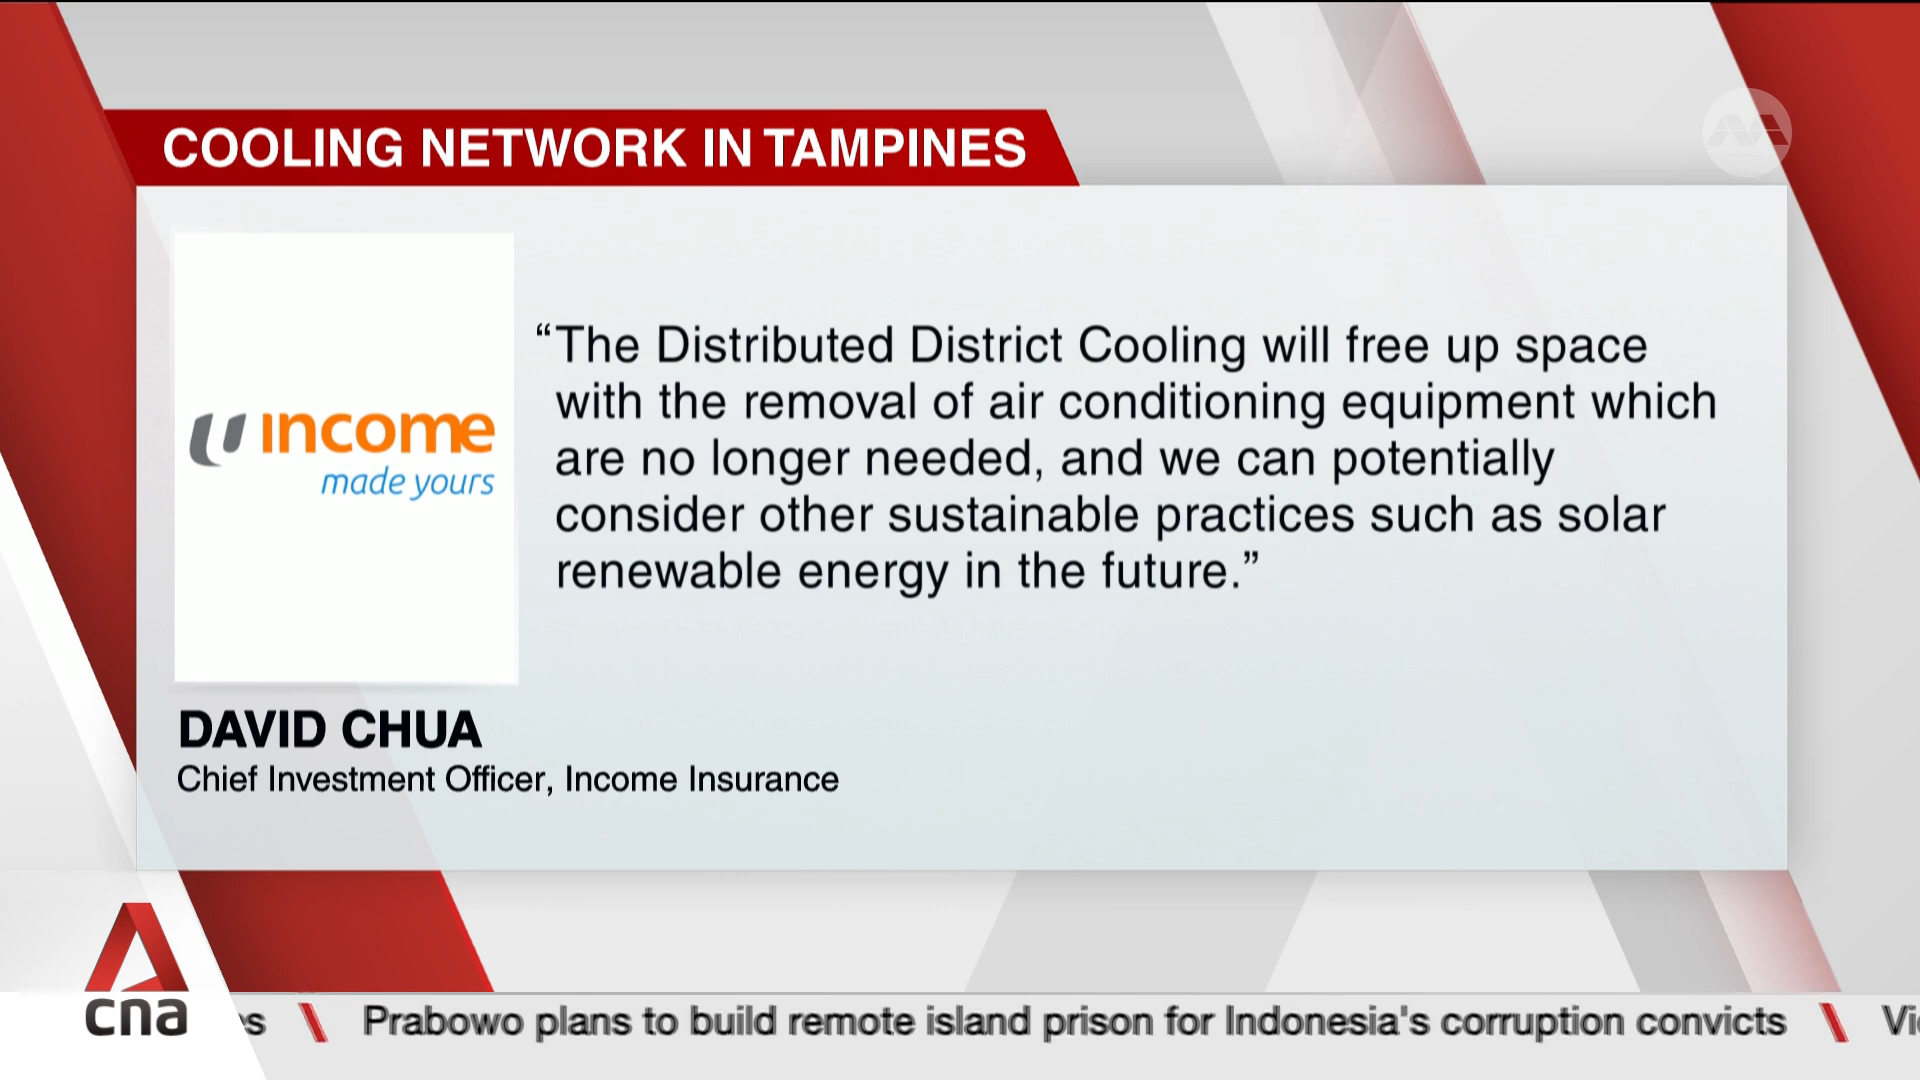 COOLING NETWORK IN TAMPINES
income
made yours
“The Distributed District Cooling will free up space
with the removal of air conditioning equipment which
are no longer needed, and we can potentially
consider other sustainable practices such as solar
renewable energy in the future.”
DAVID CHUA
Chief Investment Officer, Income Insurance
cna
Prabowo plans to build remote island prison for Indonesia's corruption convicts